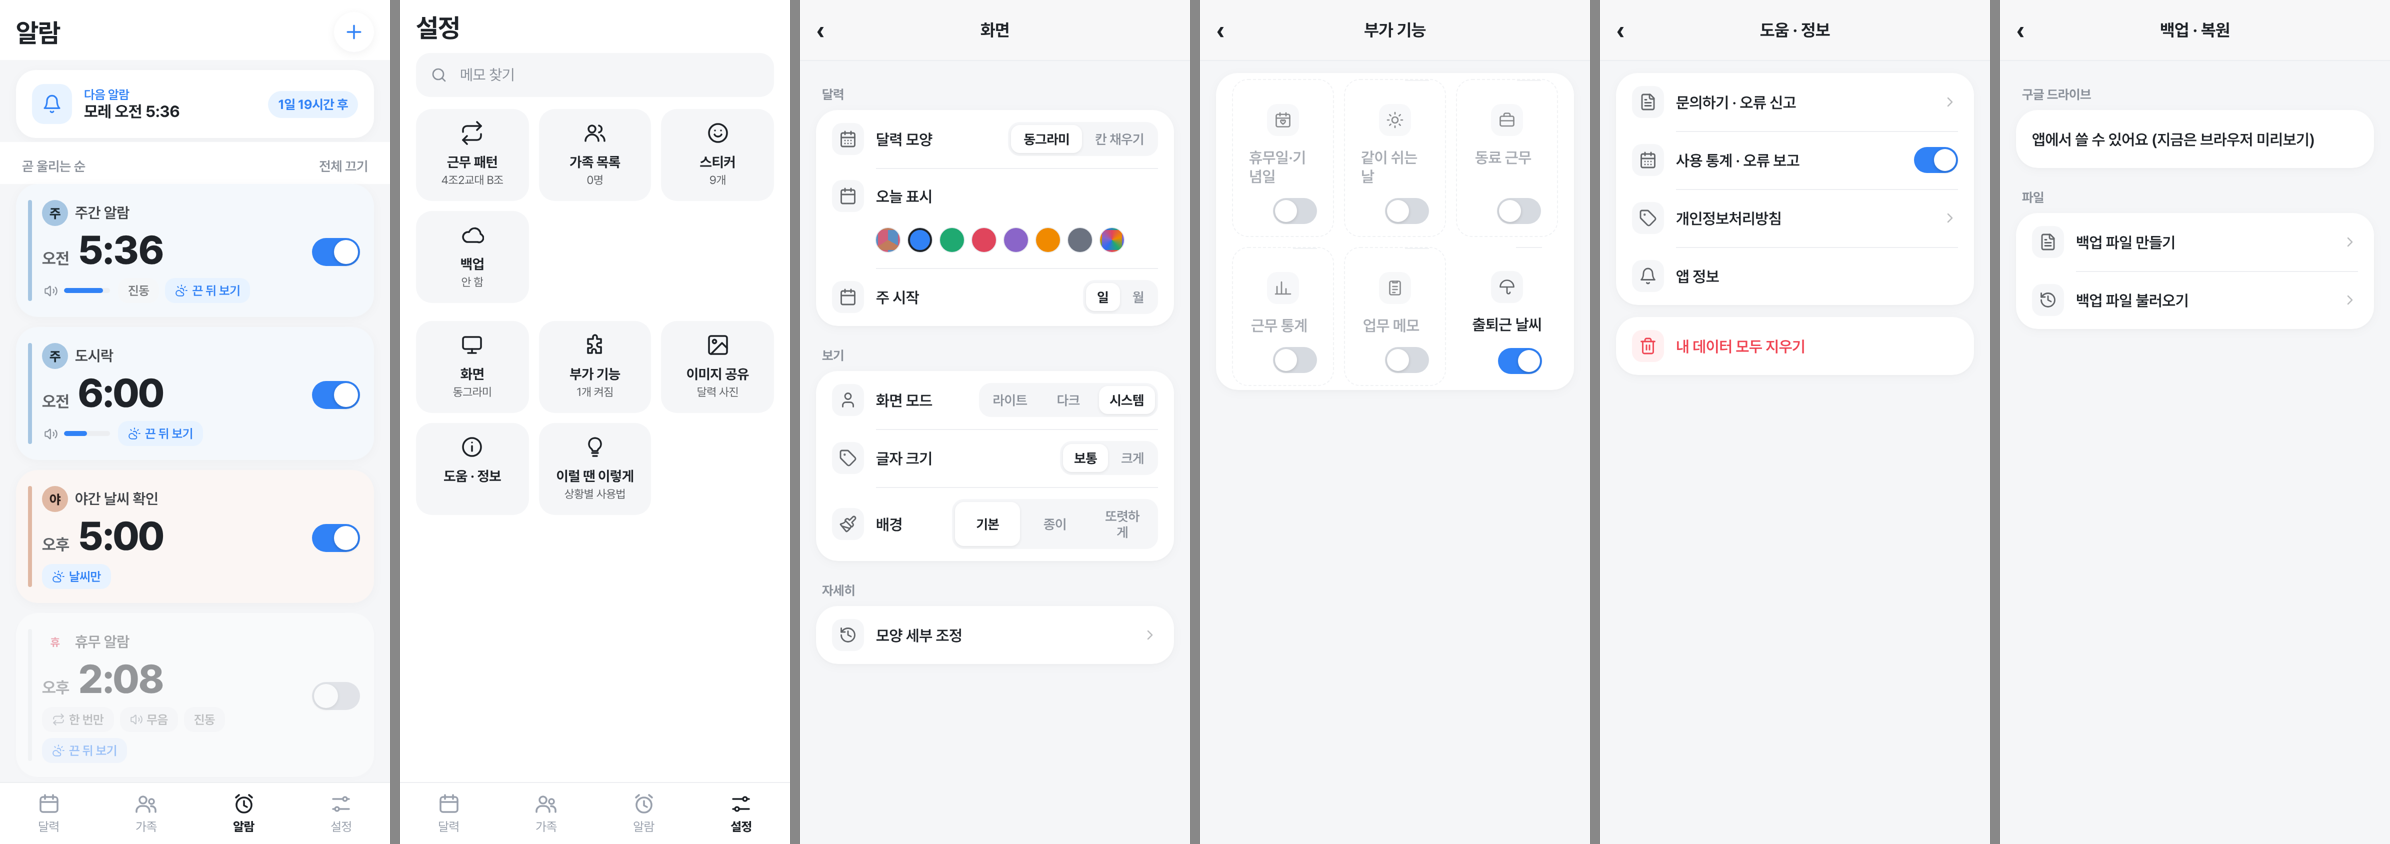 알람
다음 알람
모레 오전 5:36
1일 19시간 후
곧 울리는 순
전체 끄기
주 주간 알람
오전 5:36
진동
끈 뒤 보기
주 도시락
오전 6:00
끈 뒤 보기
야 야간 날씨 확인
오후 5:00
날씨만
휴 휴무 알람
오후 2:08
한 번만
무음
진동
끈 뒤 보기
달력
가족
알람
설정
설정
메모 찾기
근무 패턴
4조2교대 B조
가족 목록
0명
스티커
9개
백업
안 함
화면
동그라미
부가 기능
1개 켜짐
이미지 공유
달력 사진
도움 · 정보
이럴 땐 이렇게
상황별 사용법
달력
가족
알람
설정
화면
달력
달력 모양
동그라미
칸 채우기
오늘 표시
주 시작
일
월
보기
화면 모드
라이트
다크
시스템
글자 크기
보통
크게
배경
기본
종이
또렷하
게
자세히
모양 세부 조정
부가 기능
휴무일·기
념일
같이 쉬는
날
동료 근무
근무 통계
업무 메모
출퇴근 날씨
도움 · 정보
문의하기 · 오류 신고
사용 통계 · 오류 보고
개인정보처리방침
앱 정보
내 데이터 모두 지우기
백업 · 복원
구글 드라이브
앱에서 쓸 수 있어요 (지금은 브라우저 미리보기)
파일
백업 파일 만들기
백업 파일 불러오기